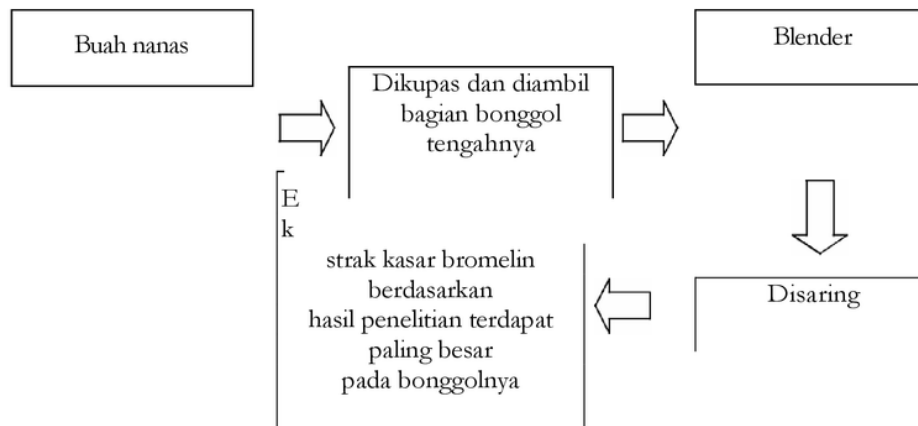 Buah nanas
Dikupas dan diambil
bagian bonggol
tengahnya
Blender
Disaring
E
k
strak kasar bromelin
berdasarkan
hasil penelitian terdapat
paling besar
pada bonggolnya